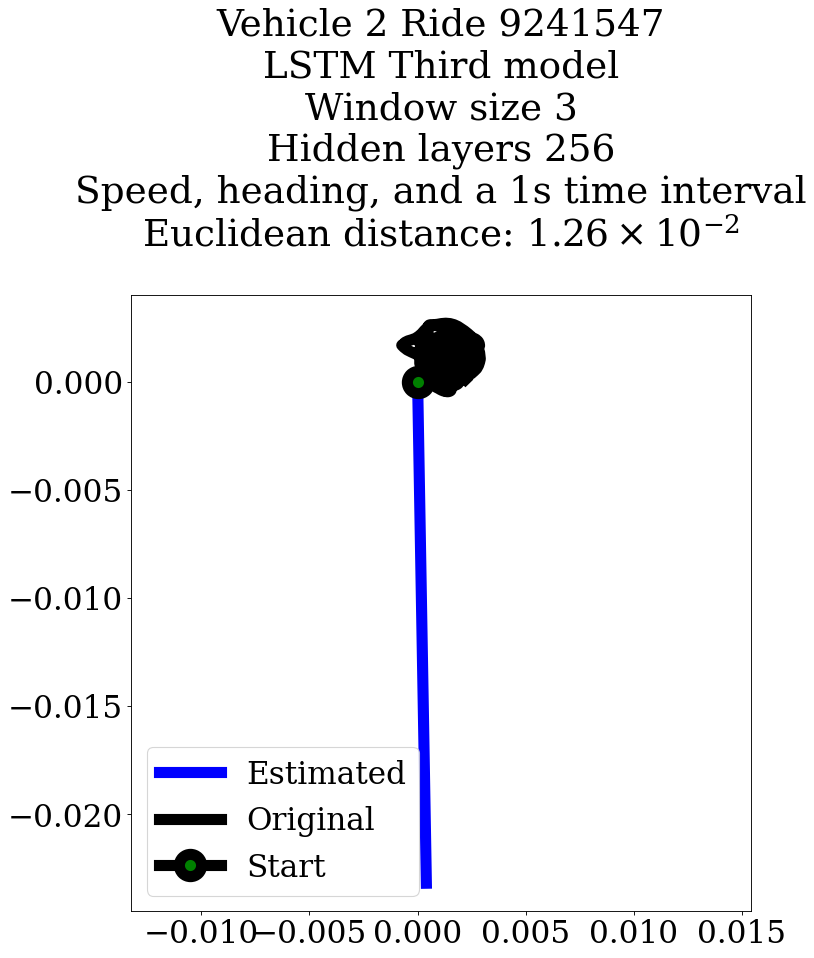 Vehicle 2 Ride 9241547
LSTM Third model
Window size 3
Hidden layers 256
Speed, heading, and a 1s time interval
Euclidean distance: 1.26 × 10⁻²
0.000
−0.005
−0.010
−0.015
−0.020
Estimated
Original
Start
−0.010 −0.005 0.000 0.005 0.010 0.015